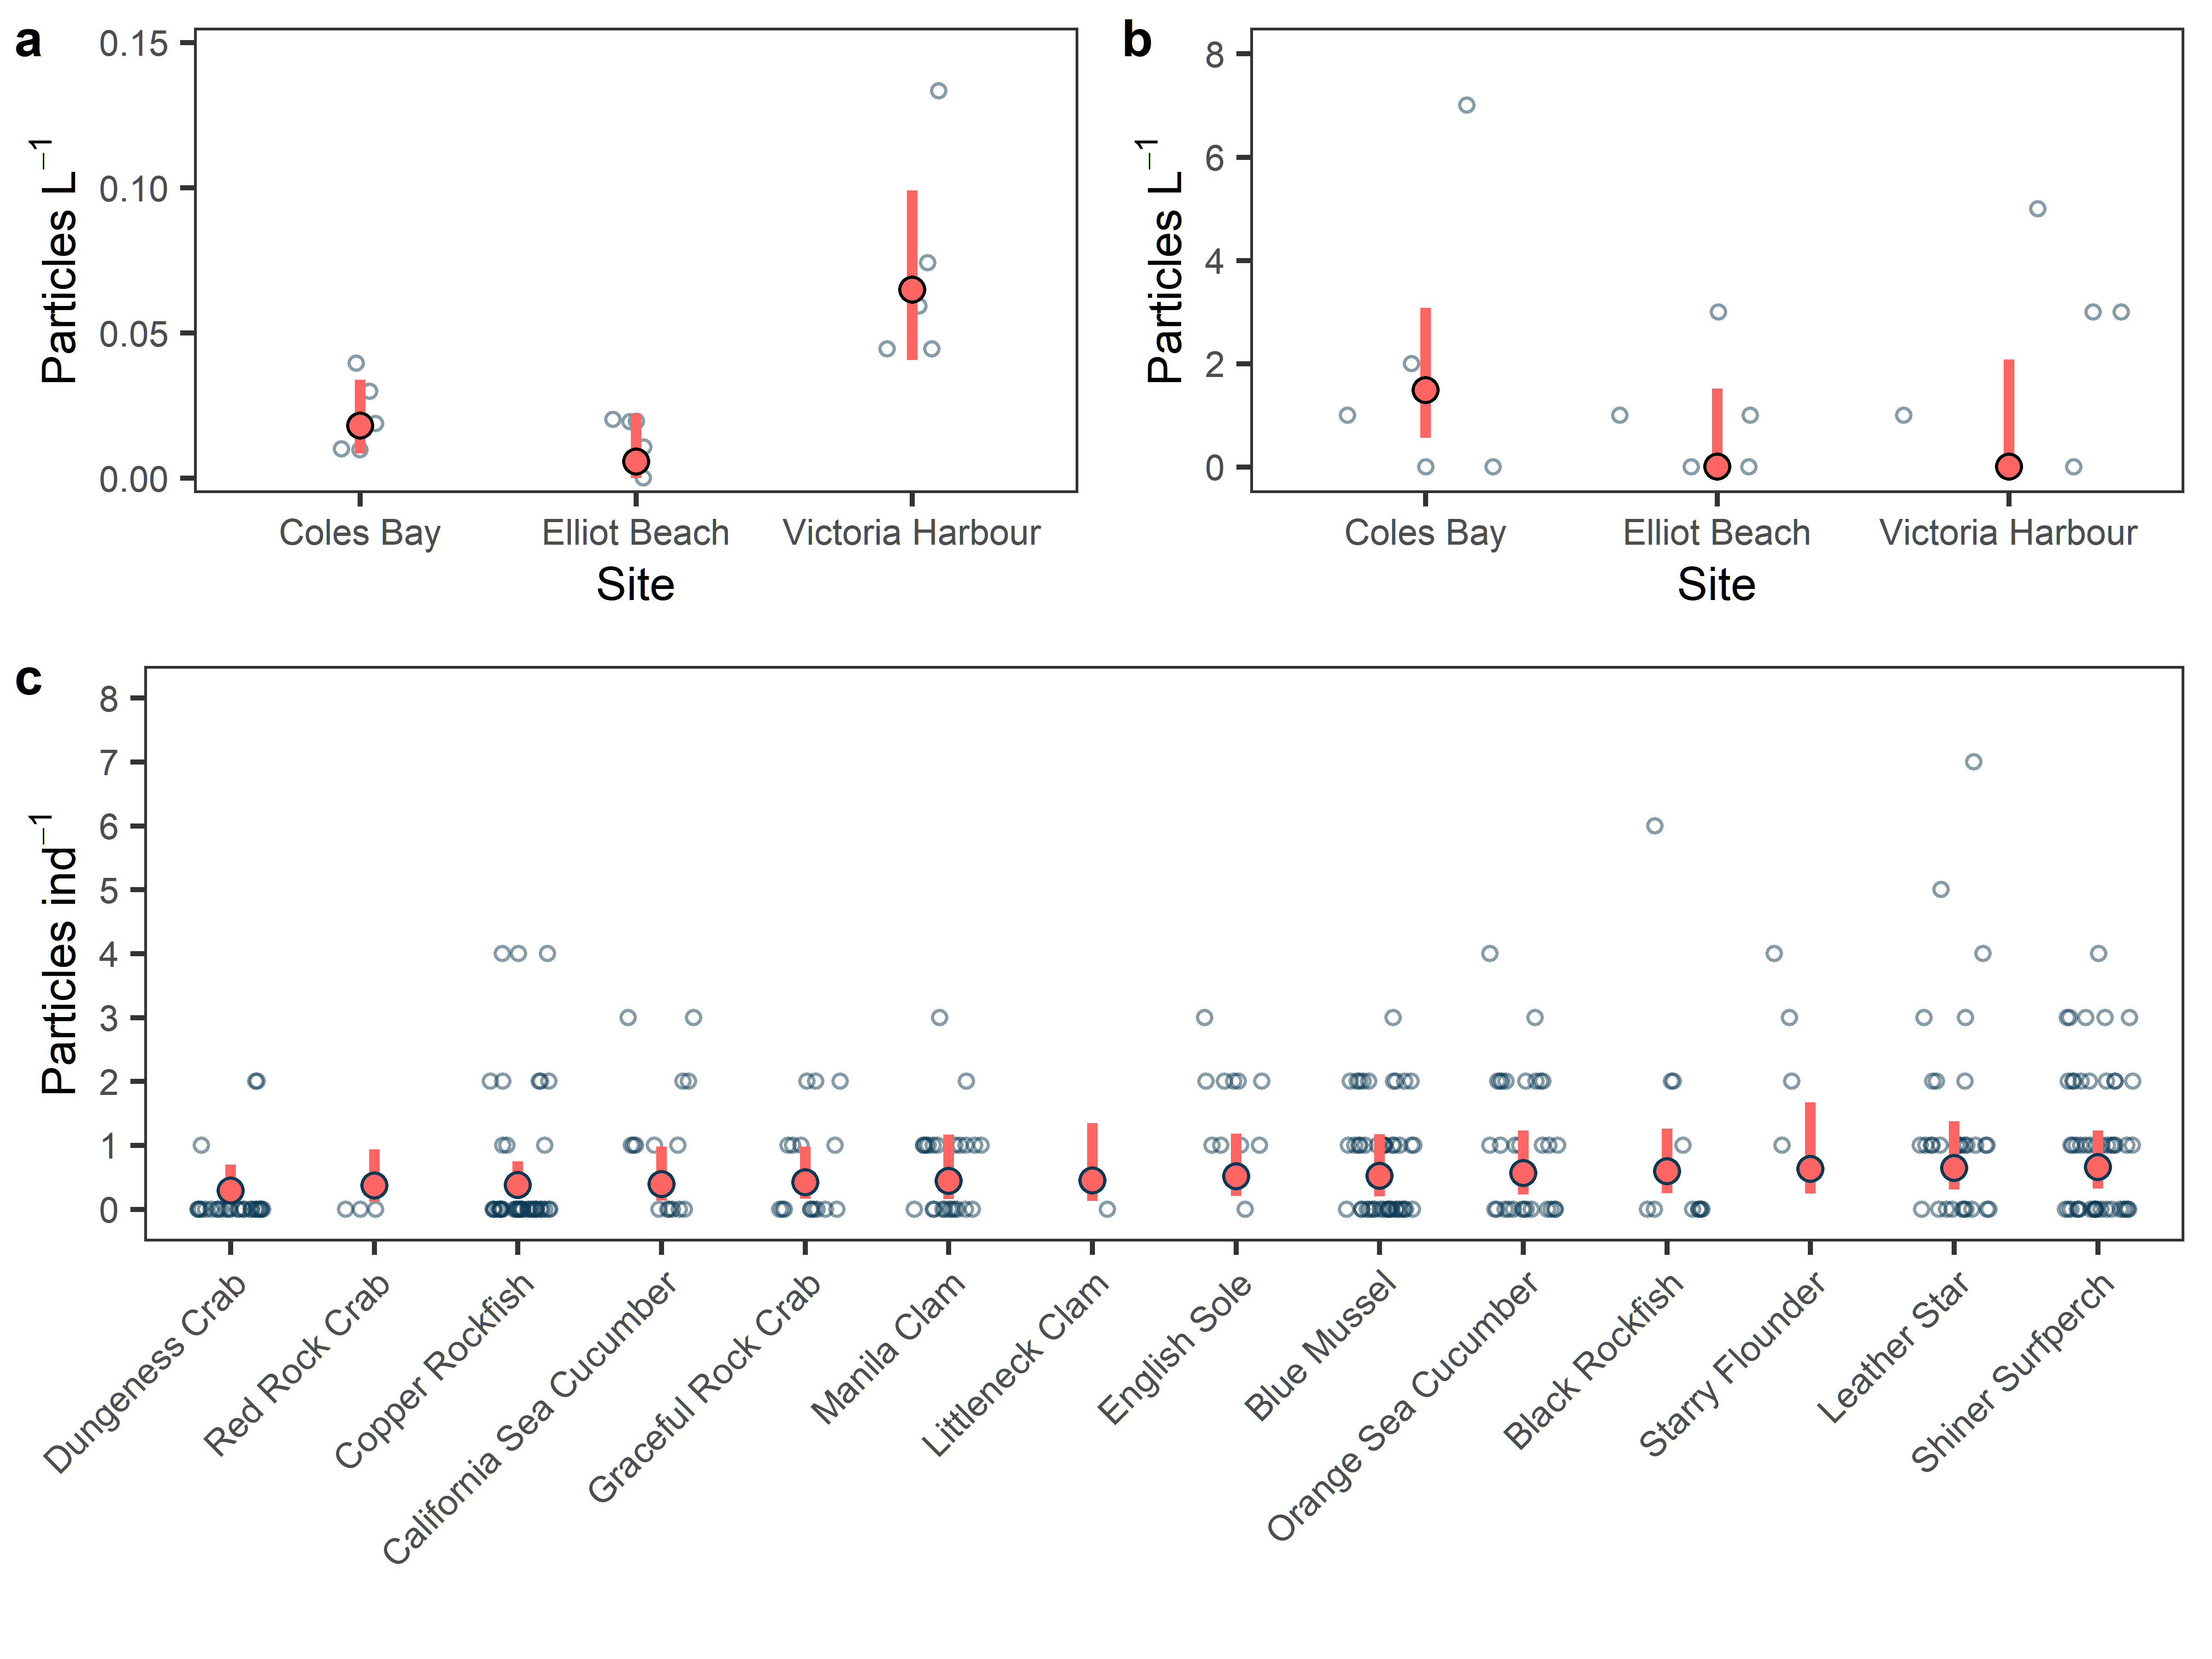 a
0.15
0.10
0.05
0.00
Particles L⁻¹
Coles Bay
Elliot Beach
Victoria Harbour
Site
b
8
6
4
2
0
Particles L⁻¹
Coles Bay
Elliot Beach
Victoria Harbour
Site
c
8
7
6
5
4
3
2
1
0
Particles ind⁻¹
Dungeness Crab
Red Rock Crab
Copper Rockfish
California Sea Cucumber
Graceful Rock Crab
Manila Clam
Littleneck Clam
English Sole
Blue Mussel
Orange Sea Cucumber
Black Rockfish
Starry Flounder
Leather Star
Shiner Surfperch